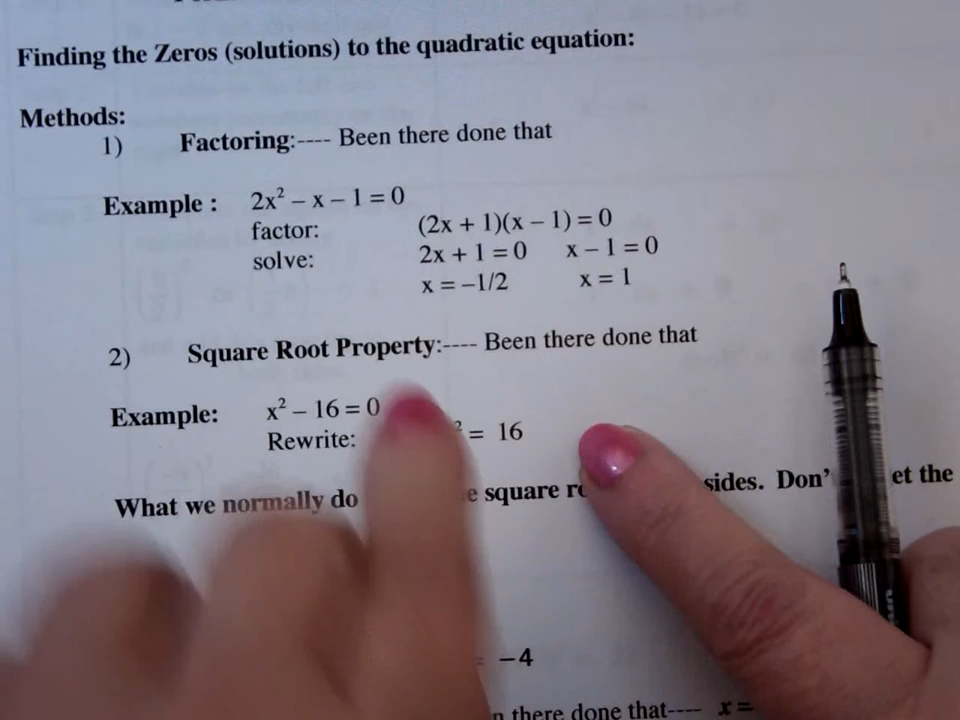 Finding the Zeros (solutions) to the quadratic equation:
Methods:
1) Factoring:---- Been there done that
Example : 2x² – x – 1 = 0
factor: (2x + 1)(x – 1) = 0
solve: 2x + 1 = 0 x – 1 = 0
x = –1/2 x = 1
2) Square Root Property:---- Been there done that
Example: x² – 16 = 0
Rewrite: ² = 16
What we normally do square sides. Don' the
= –4
there done that---- x =